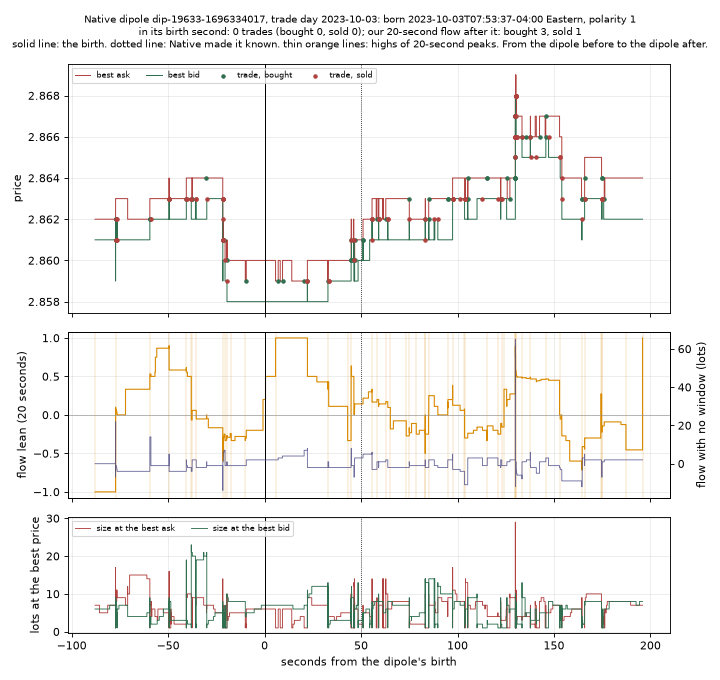 Native dipole dip-19633-1696334017, trade day 2023-10-03: born 2023-10-03T07:53:37-04:00 Eastern, polarity 1
in its birth second: 0 trades (bought 0, sold 0); our 20-second flow after it: bought 3, sold 1
solid line: the birth. dotted line: Native made it known. thin orange lines: highs of 20-second peaks. From the dipole before to the dipole after.
best ask best bid trade, bought trade, sold
2.868
2.866
2.864
2.862
2.860
2.858
price
1.0
0.5
0.0
−0.5
−1.0
flow lean (20 seconds)
60
40
20
0
flow with no window (lots)
size at the best ask size at the best bid
30
20
10
0
lots at the best price
−100 −50 0 50 100 150 200
seconds from the dipole's birth